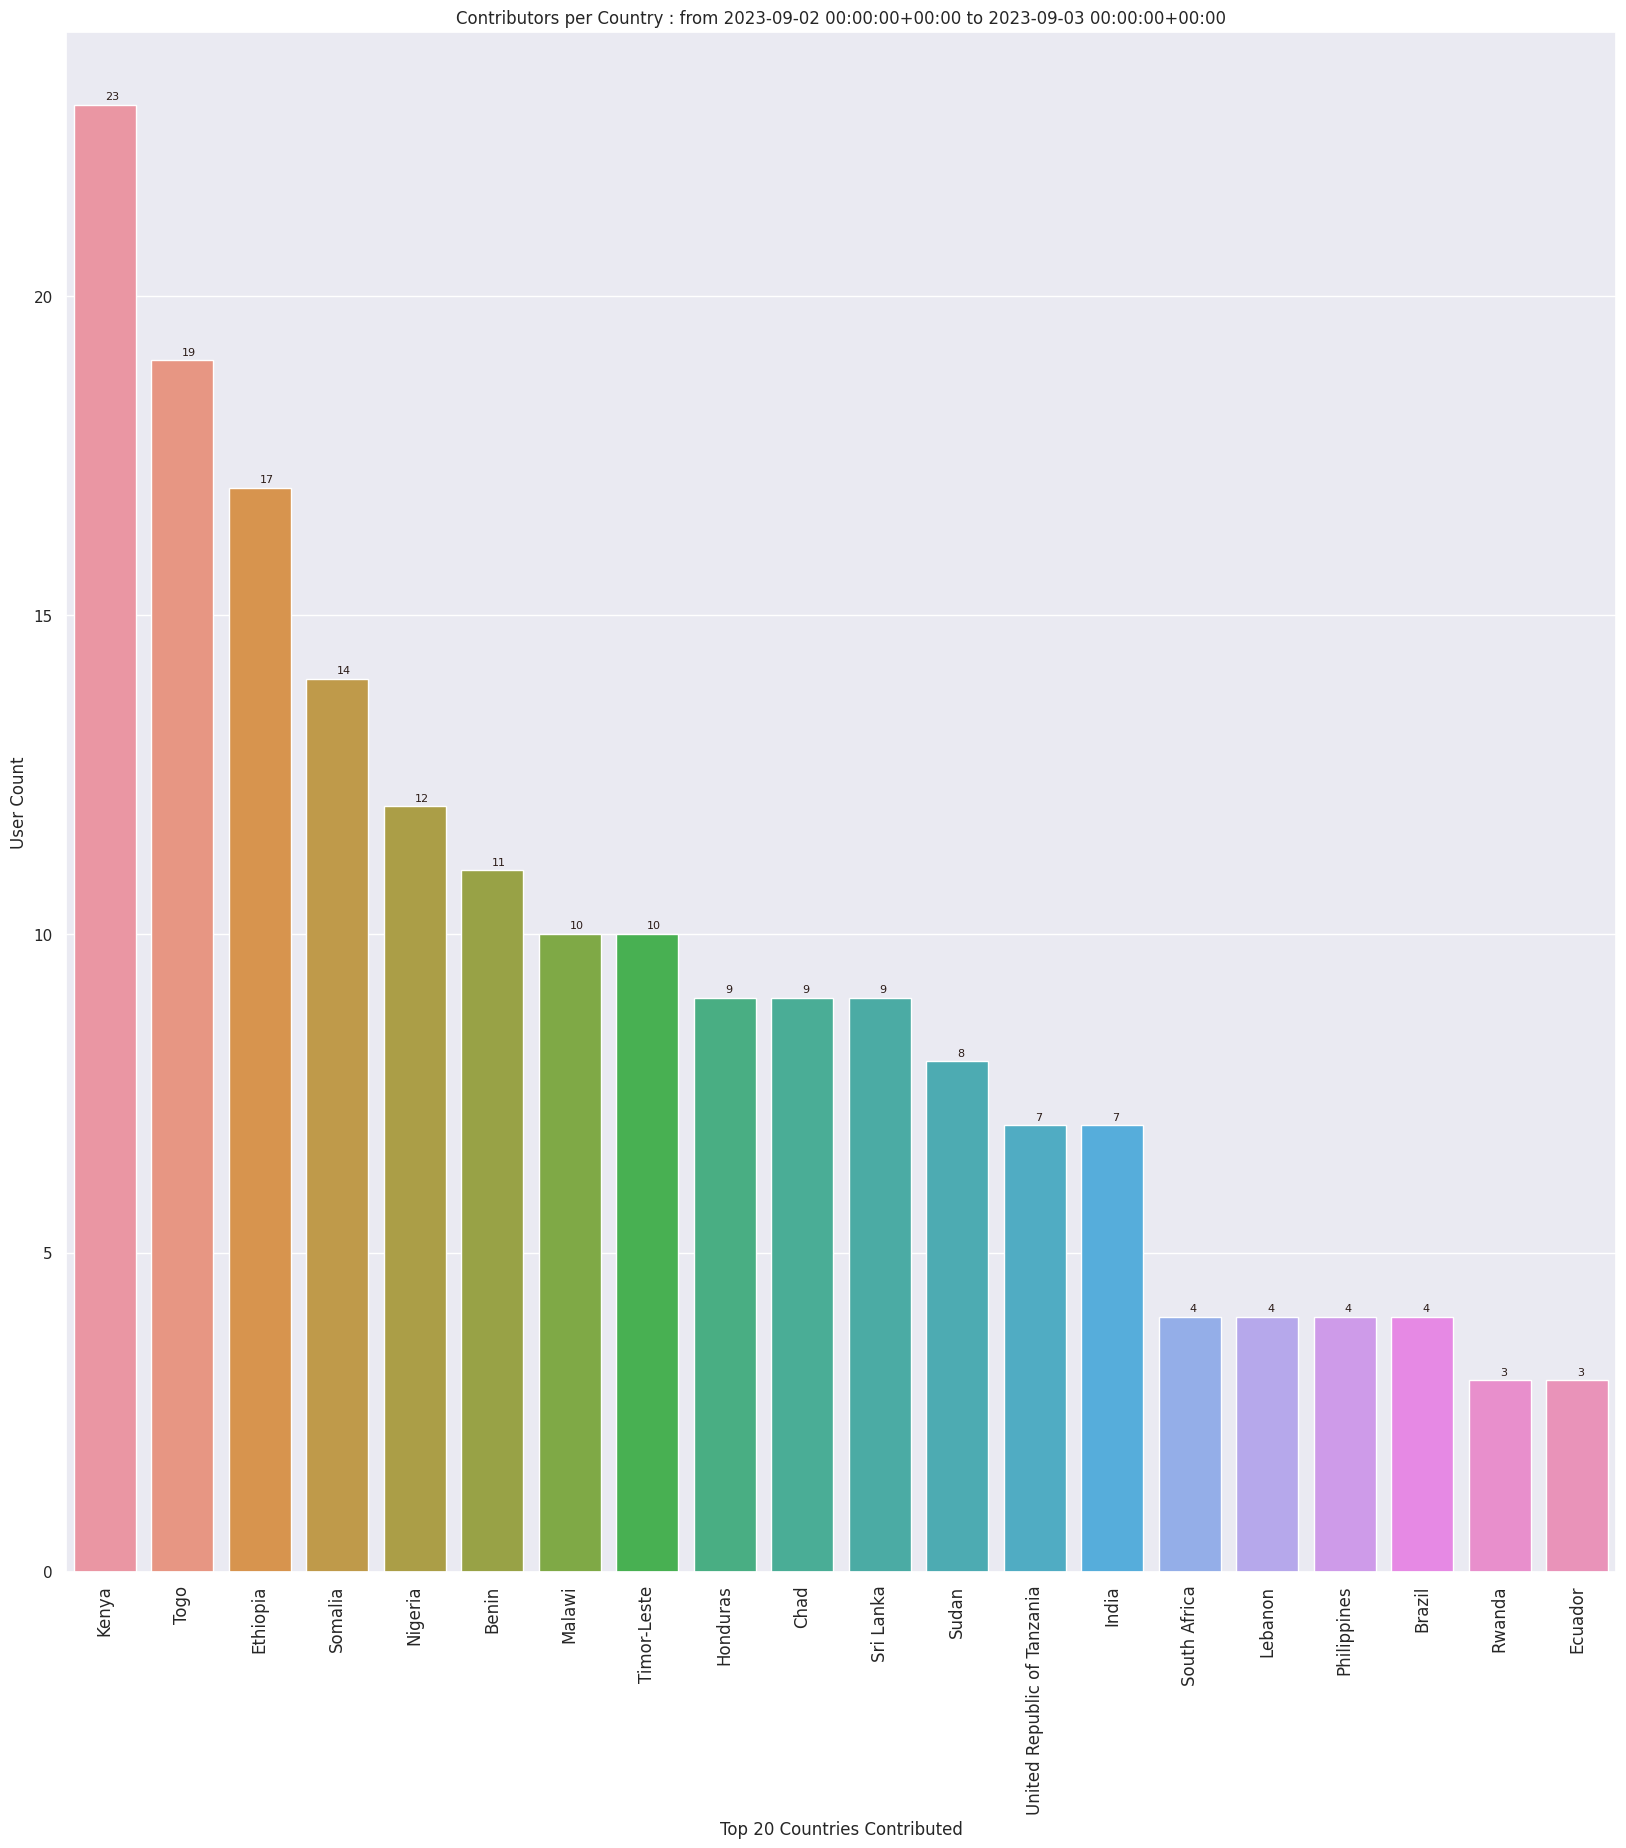 Contributors per Country : from 2023-09-02 00:00:00+00:00 to 2023-09-03 00:00:00+00:00
User Count
20
15
10
5
0
23
19
17
14
12
11
10
10
9
9
9
8
7
7
4
4
4
4
3
3
Kenya
Togo
Ethiopia
Somalia
Nigeria
Benin
Malawi
Timor-Leste
Honduras
Chad
Sri Lanka
Sudan
United Republic of Tanzania
India
South Africa
Lebanon
Philippines
Brazil
Rwanda
Ecuador
Top 20 Countries Contributed